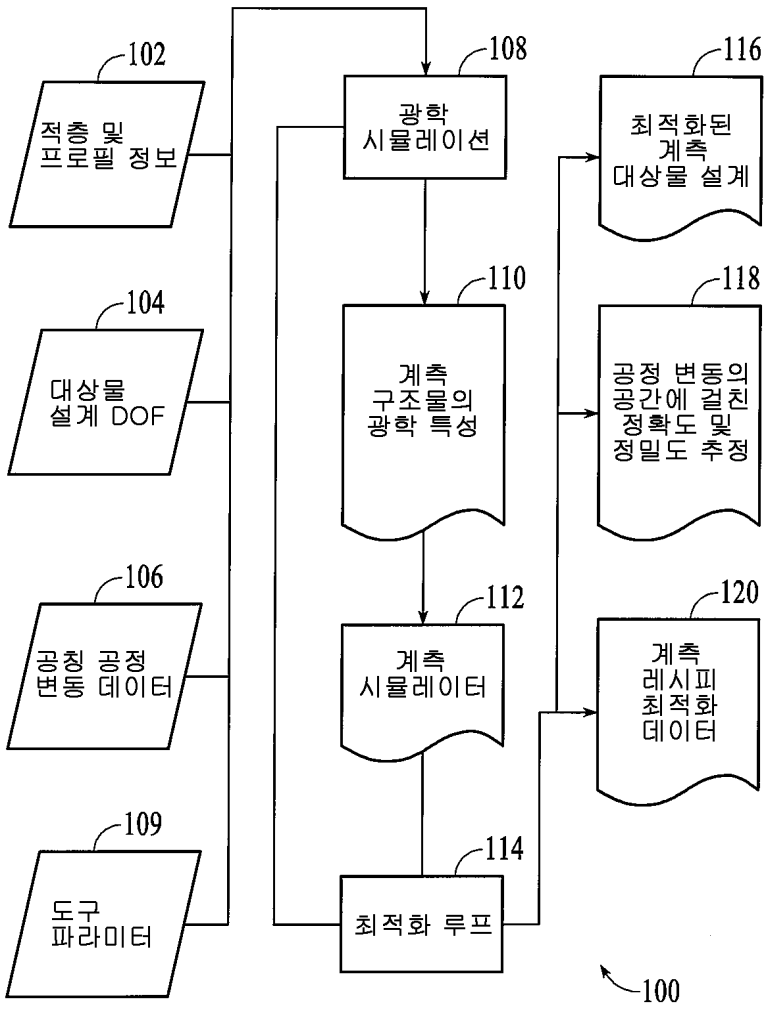 102
적층 및
프로필 정보
104
대상물
설계 DOF
106
공칭 공정
변동 데이터
109
도구
파라미터
108
광학
시뮬레이션
110
계측
구조물의
광학 특성
112
계측
시뮬레이터
114
최적화 루프
116
최적화된
계측
대상물 설계
118
공정 변동의
공간에 걸친
정확도 및
정밀도 추정
120
계측
레시피
최적화
데이터
100